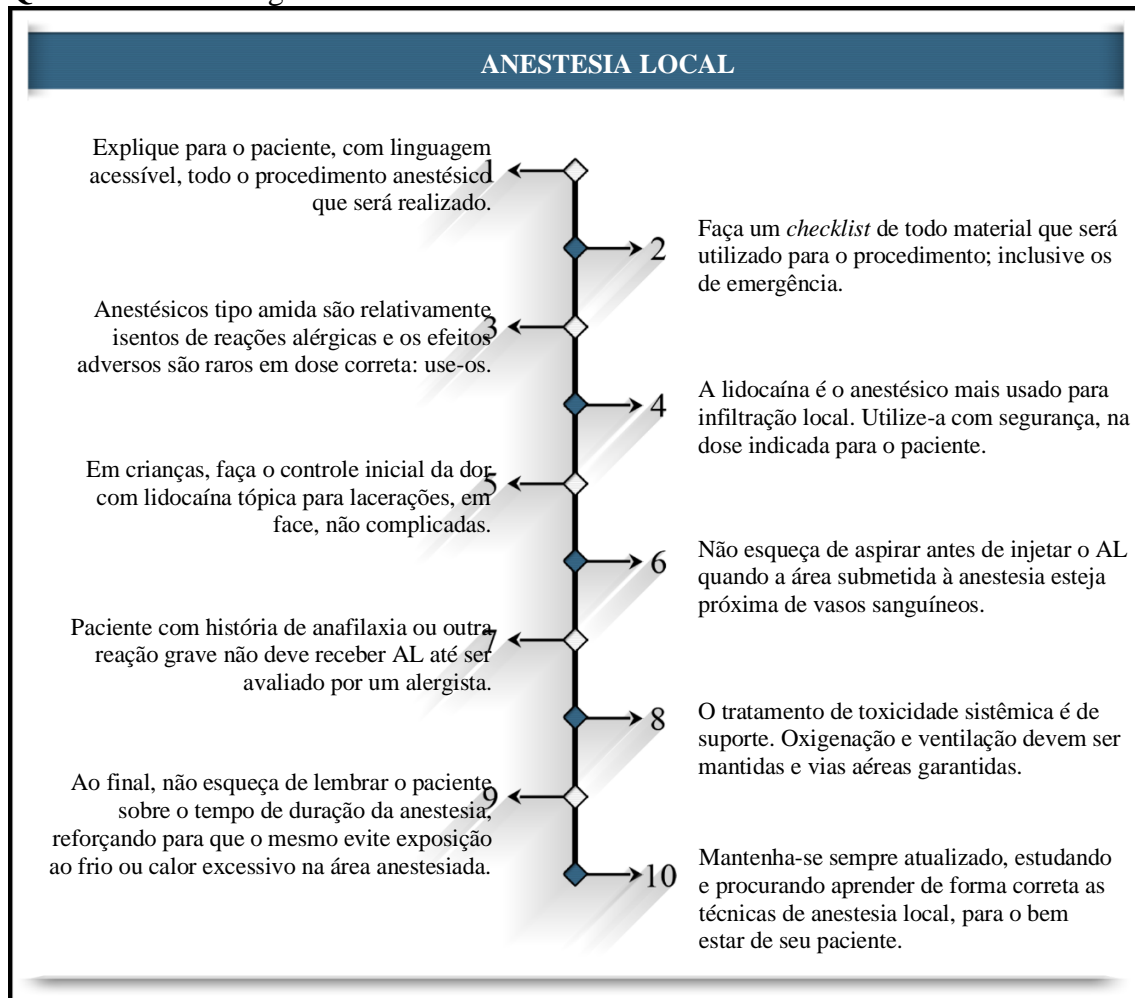 ANESTESIA LOCAL
Explique para o paciente, com linguagem
acessível, todo o procedimento anestésico
que será realizado.
1
Faça um checklist de todo material que será
utilizado para o procedimento; inclusive os
de emergência.
2
Anestésicos tipo amida são relativamente
isentos de reações alérgicas e os efeitos
adversos são raros em dose correta: use-os.
3
A lidocaína é o anestésico mais usado para
infiltração local. Utilize-a com segurança, na
dose indicada para o paciente.
4
Em crianças, faça o controle inicial da dor
com lidocaína tópica para lacerações, em
face, não complicadas.
5
Não esqueça de aspirar antes de injetar o AL
quando a área submetida à anestesia esteja
próxima de vasos sanguíneos.
6
Paciente com história de anafilaxia ou outra
reação grave não deve receber AL até ser
avaliado por um alergista.
7
O tratamento de toxicidade sistêmica é de
suporte. Oxigenação e ventilação devem ser
mantidas e vias aéreas garantidas.
8
Ao final, não esqueça de lembrar o paciente
sobre o tempo de duração da anestesia,
reforçando para que o mesmo evite exposição
ao frio ou calor excessivo na área anestesiada.
9
Mantenha-se sempre atualizado, estudando
e procurando aprender de forma correta as
técnicas de anestesia local, para o bem
estar de seu paciente.
10